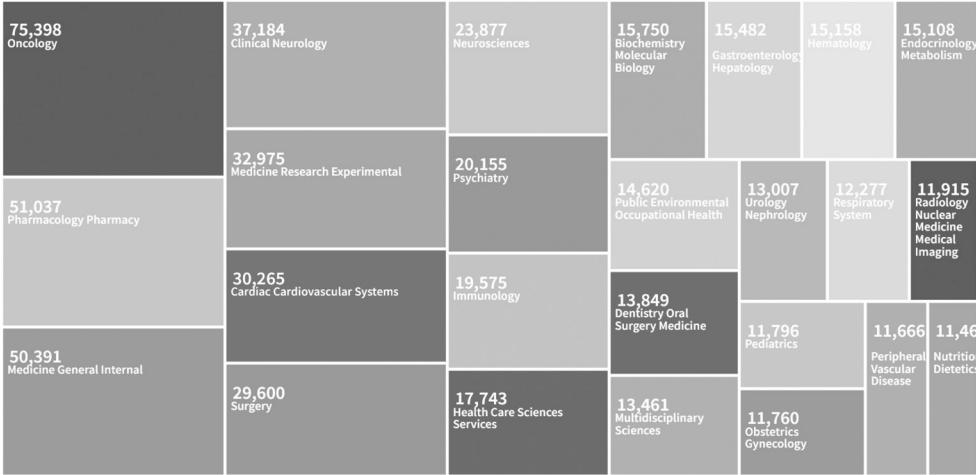 75,398
Oncology
51,037
Pharmacology Pharmacy
50,391
Medicine General Internal
37,184
Clinical Neurology
32,975
Medicine Research Experimental
30,265
Cardiac Cardiovascular Systems
29,600
Surgery
23,877
Neurosciences
20,155
Psychiatry
19,575
Immunology
17,743
Health Care Sciences
Services
15,750
Biochemistry
Molecular
Biology
15,482
Gastroenterology
Hepatology
15,158
Hematology
15,108
Endocrinology
Metabolism
14,620
Public Environmental
Occupational Health
13,007
Urology
Nephrology
12,277
Respiratory
System
11,915
Radiology
Nuclear
Medicine
Medical
Imaging
13,849
Dentistry Oral
Surgery Medicine
13,461
Multidisciplinary
Sciences
11,796
Pediatrics
11,760
Obstetrics
Gynecology
11,666
Peripheral
Vascular
Disease
11,46
Nutrition
Dietetics